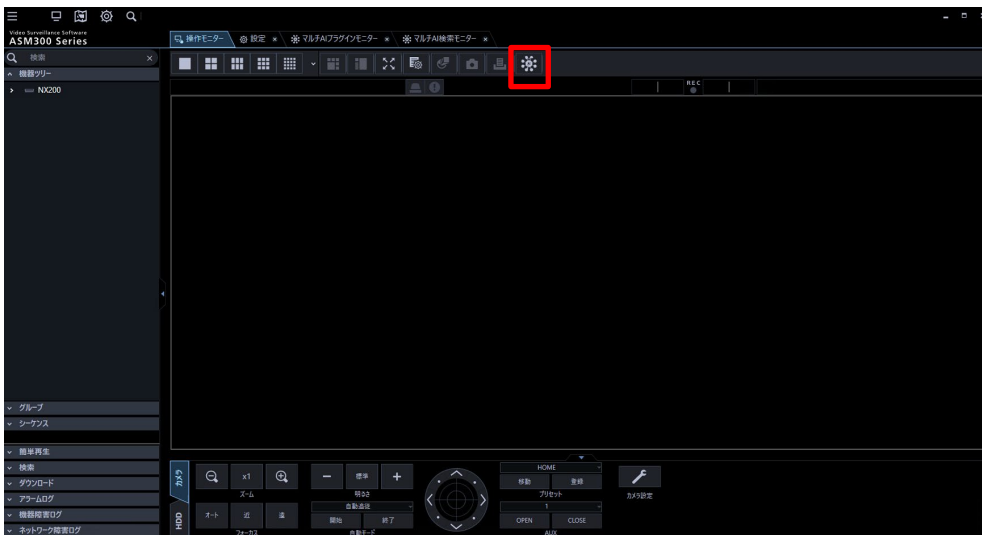 Video Surveillance Software
ASM300 Series
操作モニター
設定 ×
マルチAIプラグインモニター ×
マルチAI検索モニター ×
検索 ×
機器ツリー
NX200
REC
グループ
シーケンス
簡単再生
検索
ダウンロード
アラームログ
機器障害ログ
ネットワーク障害ログ
カメラ
HDD
x1
ズーム
オート
近
遠
フォーカス
標準
明るさ
自動追従
開始
終了
自動モード
HOME
移動
登録
プリセット
1
OPEN
CLOSE
AUX
カメラ設定